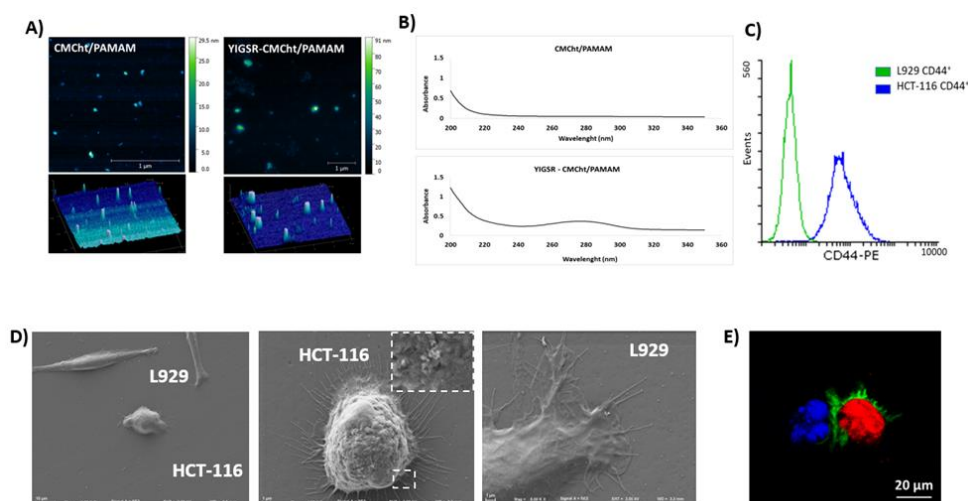 A)
CMCht/PAMAM
29.5 nm
25.0
20.0
15.0
10.0
5.0
0.0
1 µm
YIGSR-CMCht/PAMAM
91 nm
80
70
60
50
40
30
20
10
0
1 µm
B)
CMCht/PAMAM
Absorbance
1.5
1
0.5
0
200 220 240 260 280 300 320 340 360
Wavelenght (nm)
YIGSR - CMCht/PAMAM
Absorbance
1.5
1
0.5
0
200 220 240 260 280 300 320 340 360
Wavelenght (nm)
C)
560
Events
L929 CD44⁺
HCT-116 CD44⁺
CD44-PE
10000
D)
L929
HCT-116
HCT-116
L929
E)
20 µm